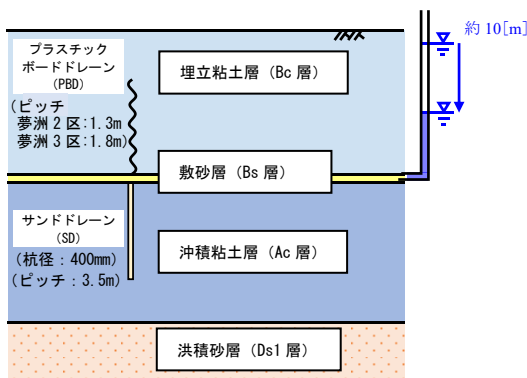 約 10[m]
プラスチック
ボードドレーン
(PBD)
(ピッチ
夢洲 2 区:1.3m
夢洲 3 区:1.8m)
埋立粘土層（Bc 層）
敷砂層（Bs 層）
サンドドレーン
(SD)
(杭径：400mm)
(ピッチ：3.5m)
沖積粘土層（Ac 層）
洪積砂層（Ds1 層）